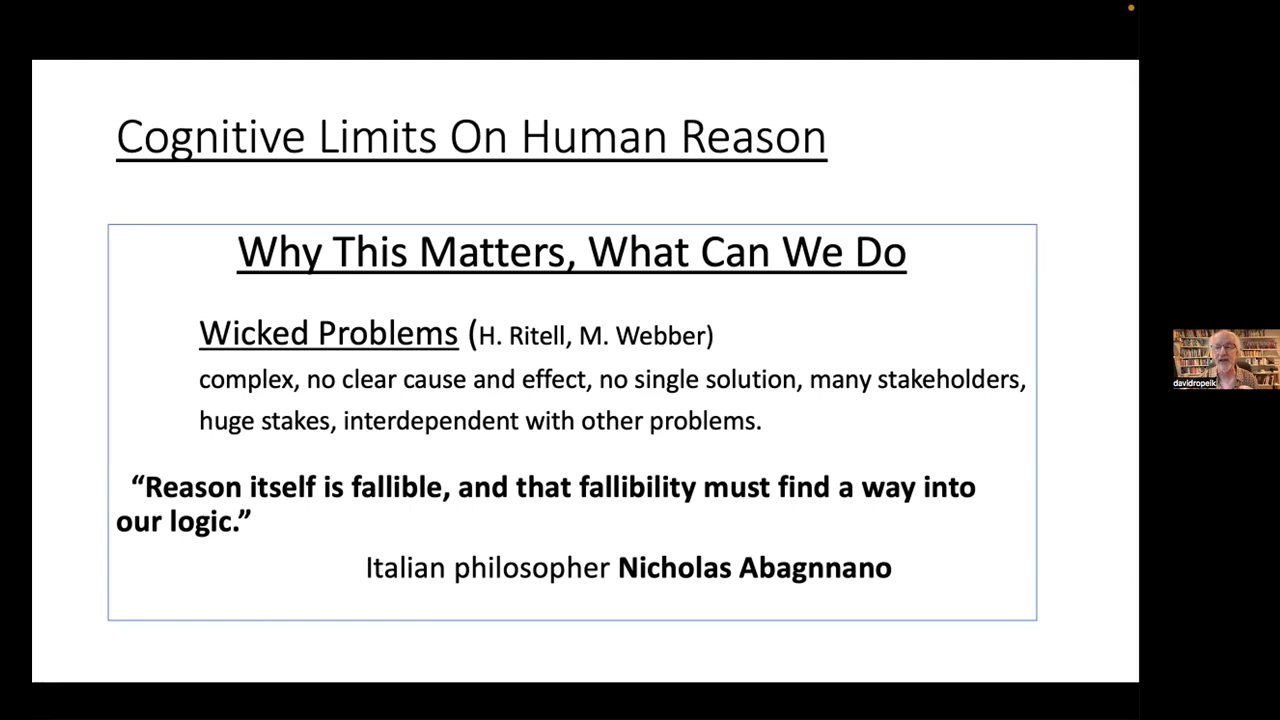 Cognitive Limits On Human Reason
Why This Matters, What Can We Do
Wicked Problems (H. Ritell, M. Webber)
complex, no clear cause and effect, no single solution, many stakeholders,
huge stakes, interdependent with other problems.
“Reason itself is fallible, and that fallibility must find a way into
our logic.”
Italian philosopher Nicholas Abagnnano
davidropeik